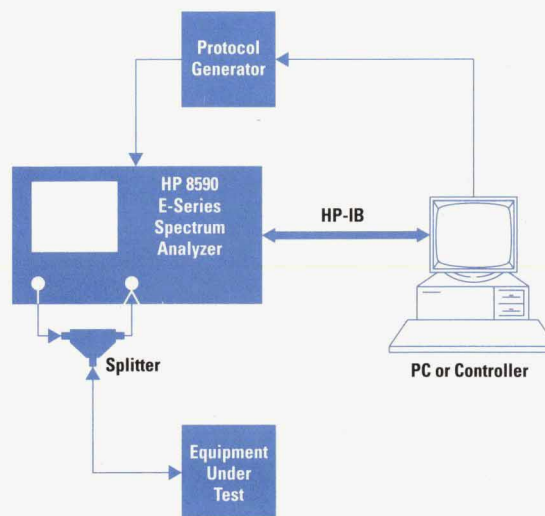 Protocol
Generator
HP 8590
E-Series
Spectrum
Analyzer
HP-IB
Splitter
PC or Controller
Equipment
Under
Test